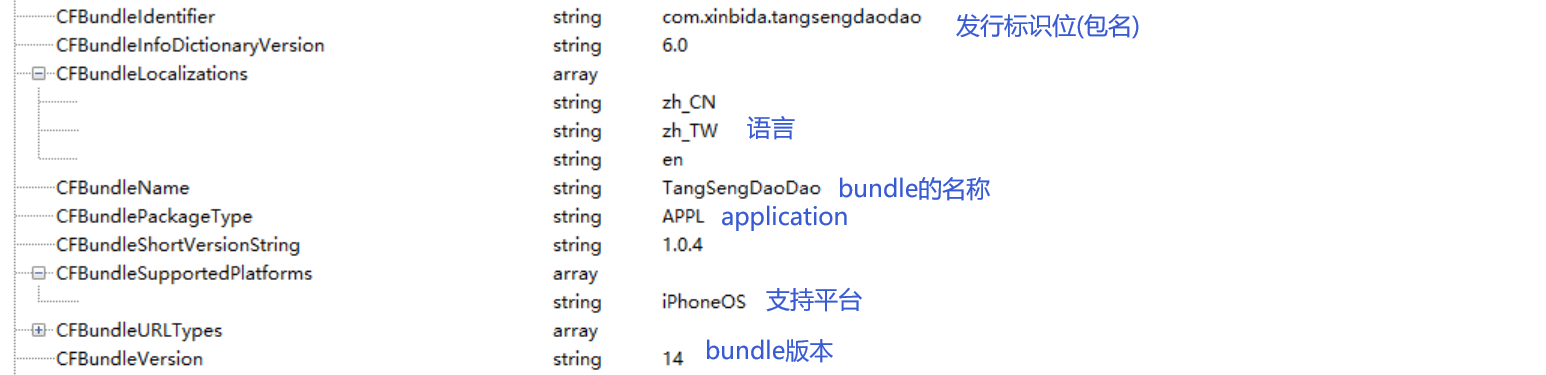 CFBundleIdentifier string com.xinbida.tangsengdaodao 发行标识位(包名)
CFBundleInfoDictionaryVersion string 6.0
CFBundleLocalizations array
string zh_CN
string zh_TW 语言
string en
CFBundleName string TangSengDaoDao bundle的名称
CFBundlePackageType string APPL application
CFBundleShortVersionString string 1.0.4
CFBundleSupportedPlatforms array
string iPhoneOS 支持平台
CFBundleURLTypes array
CFBundleVersion string 14 bundle版本